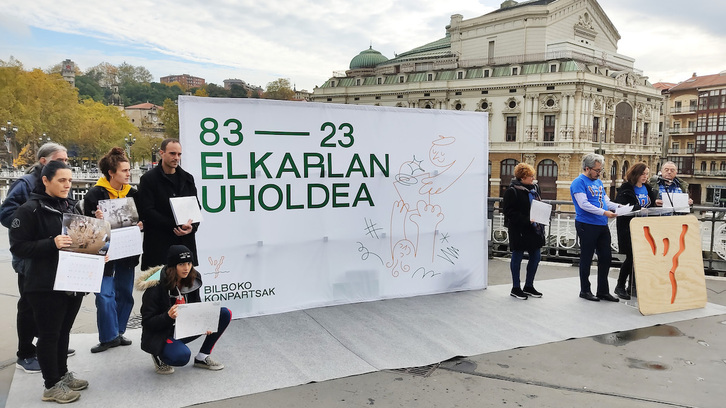 83 — 23
ELKARLAN
UHOLDEA
BILBOKO
KONPARTSAK